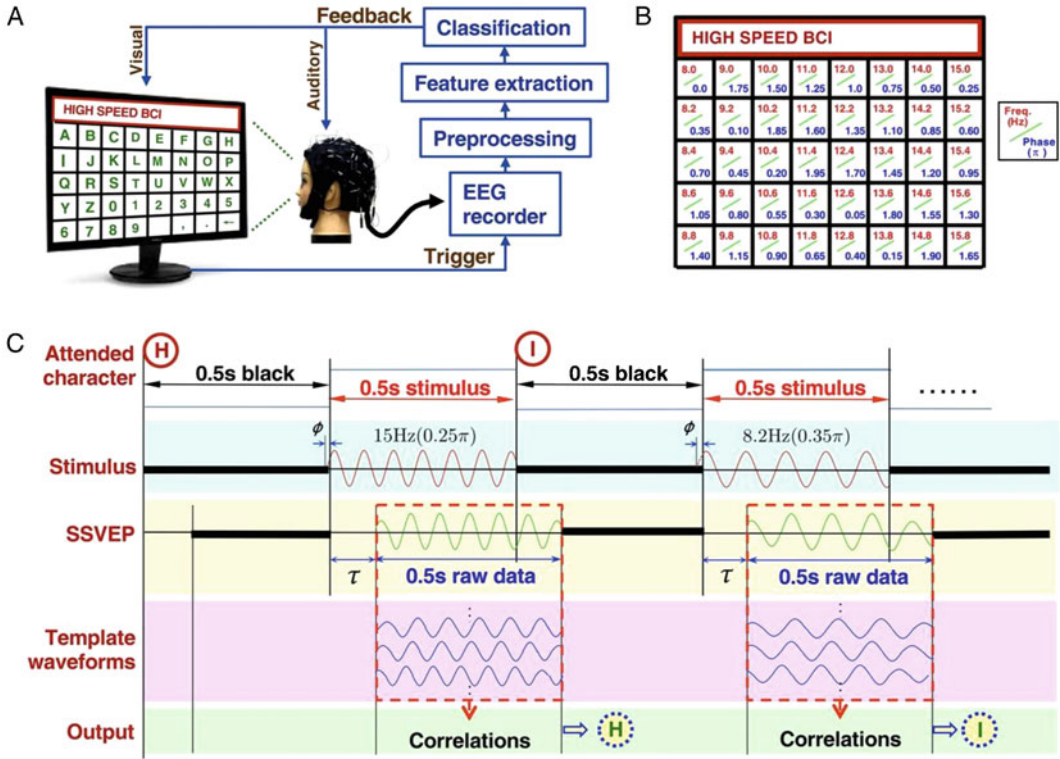 A
Feedback
Classification
Visual
Auditory
Feature extraction
Preprocessing
EEG
recorder
Trigger
HIGH SPEED BCI
A B C D E F G H
I J K L M N O P
Q R S T U V W X
Y Z 0 1 2 3 4 5
6 7 8 9 , . ←
B
HIGH SPEED BCI
8.0 9.0 10.0 11.0 12.0 13.0 14.0 15.0
0.0 1.75 1.50 1.25 1.0 0.75 0.50 0.25
8.2 9.2 10.2 11.2 12.2 13.2 14.2 15.2
0.35 0.10 1.85 1.60 1.35 1.10 0.85 0.60
8.4 9.4 10.4 11.4 12.4 13.4 14.4 15.4
0.70 0.45 0.20 1.95 1.70 1.45 1.20 0.95
8.6 9.6 10.6 11.6 12.6 13.6 14.6 15.6
1.05 0.80 0.55 0.30 0.05 1.80 1.55 1.30
8.8 9.8 10.8 11.8 12.8 13.8 14.8 15.8
1.40 1.15 0.90 0.65 0.40 0.15 1.90 1.65
Freq.
(Hz)
Phase
(π)
C
Attended
character
H
I
0.5s black
0.5s stimulus
0.5s black
0.5s stimulus
......
Stimulus
ϕ
15Hz(0.25π)
ϕ
8.2Hz(0.35π)
SSVEP
τ
0.5s raw data
τ
0.5s raw data
Template
waveforms
Output
Correlations
H
Correlations
I